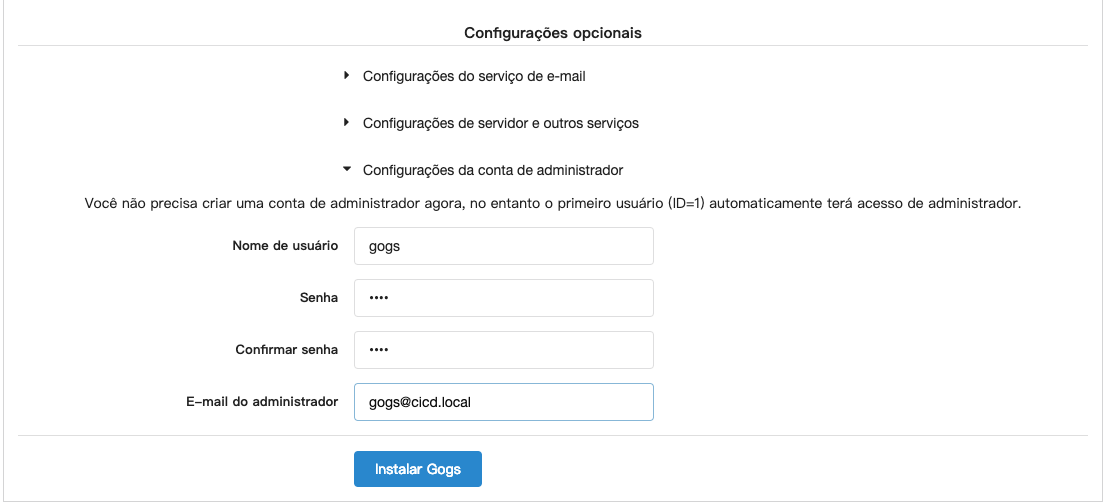 Configurações opcionais
Configurações do serviço de e-mail
Configurações de servidor e outros serviços
Configurações da conta de administrador
Você não precisa criar uma conta de administrador agora, no entanto o primeiro usuário (ID=1) automaticamente terá acesso de administrador.
Nome de usuário gogs
Senha ••••
Confirmar senha ••••
E-mail do administrador gogs@cicd.local
Instalar Gogs